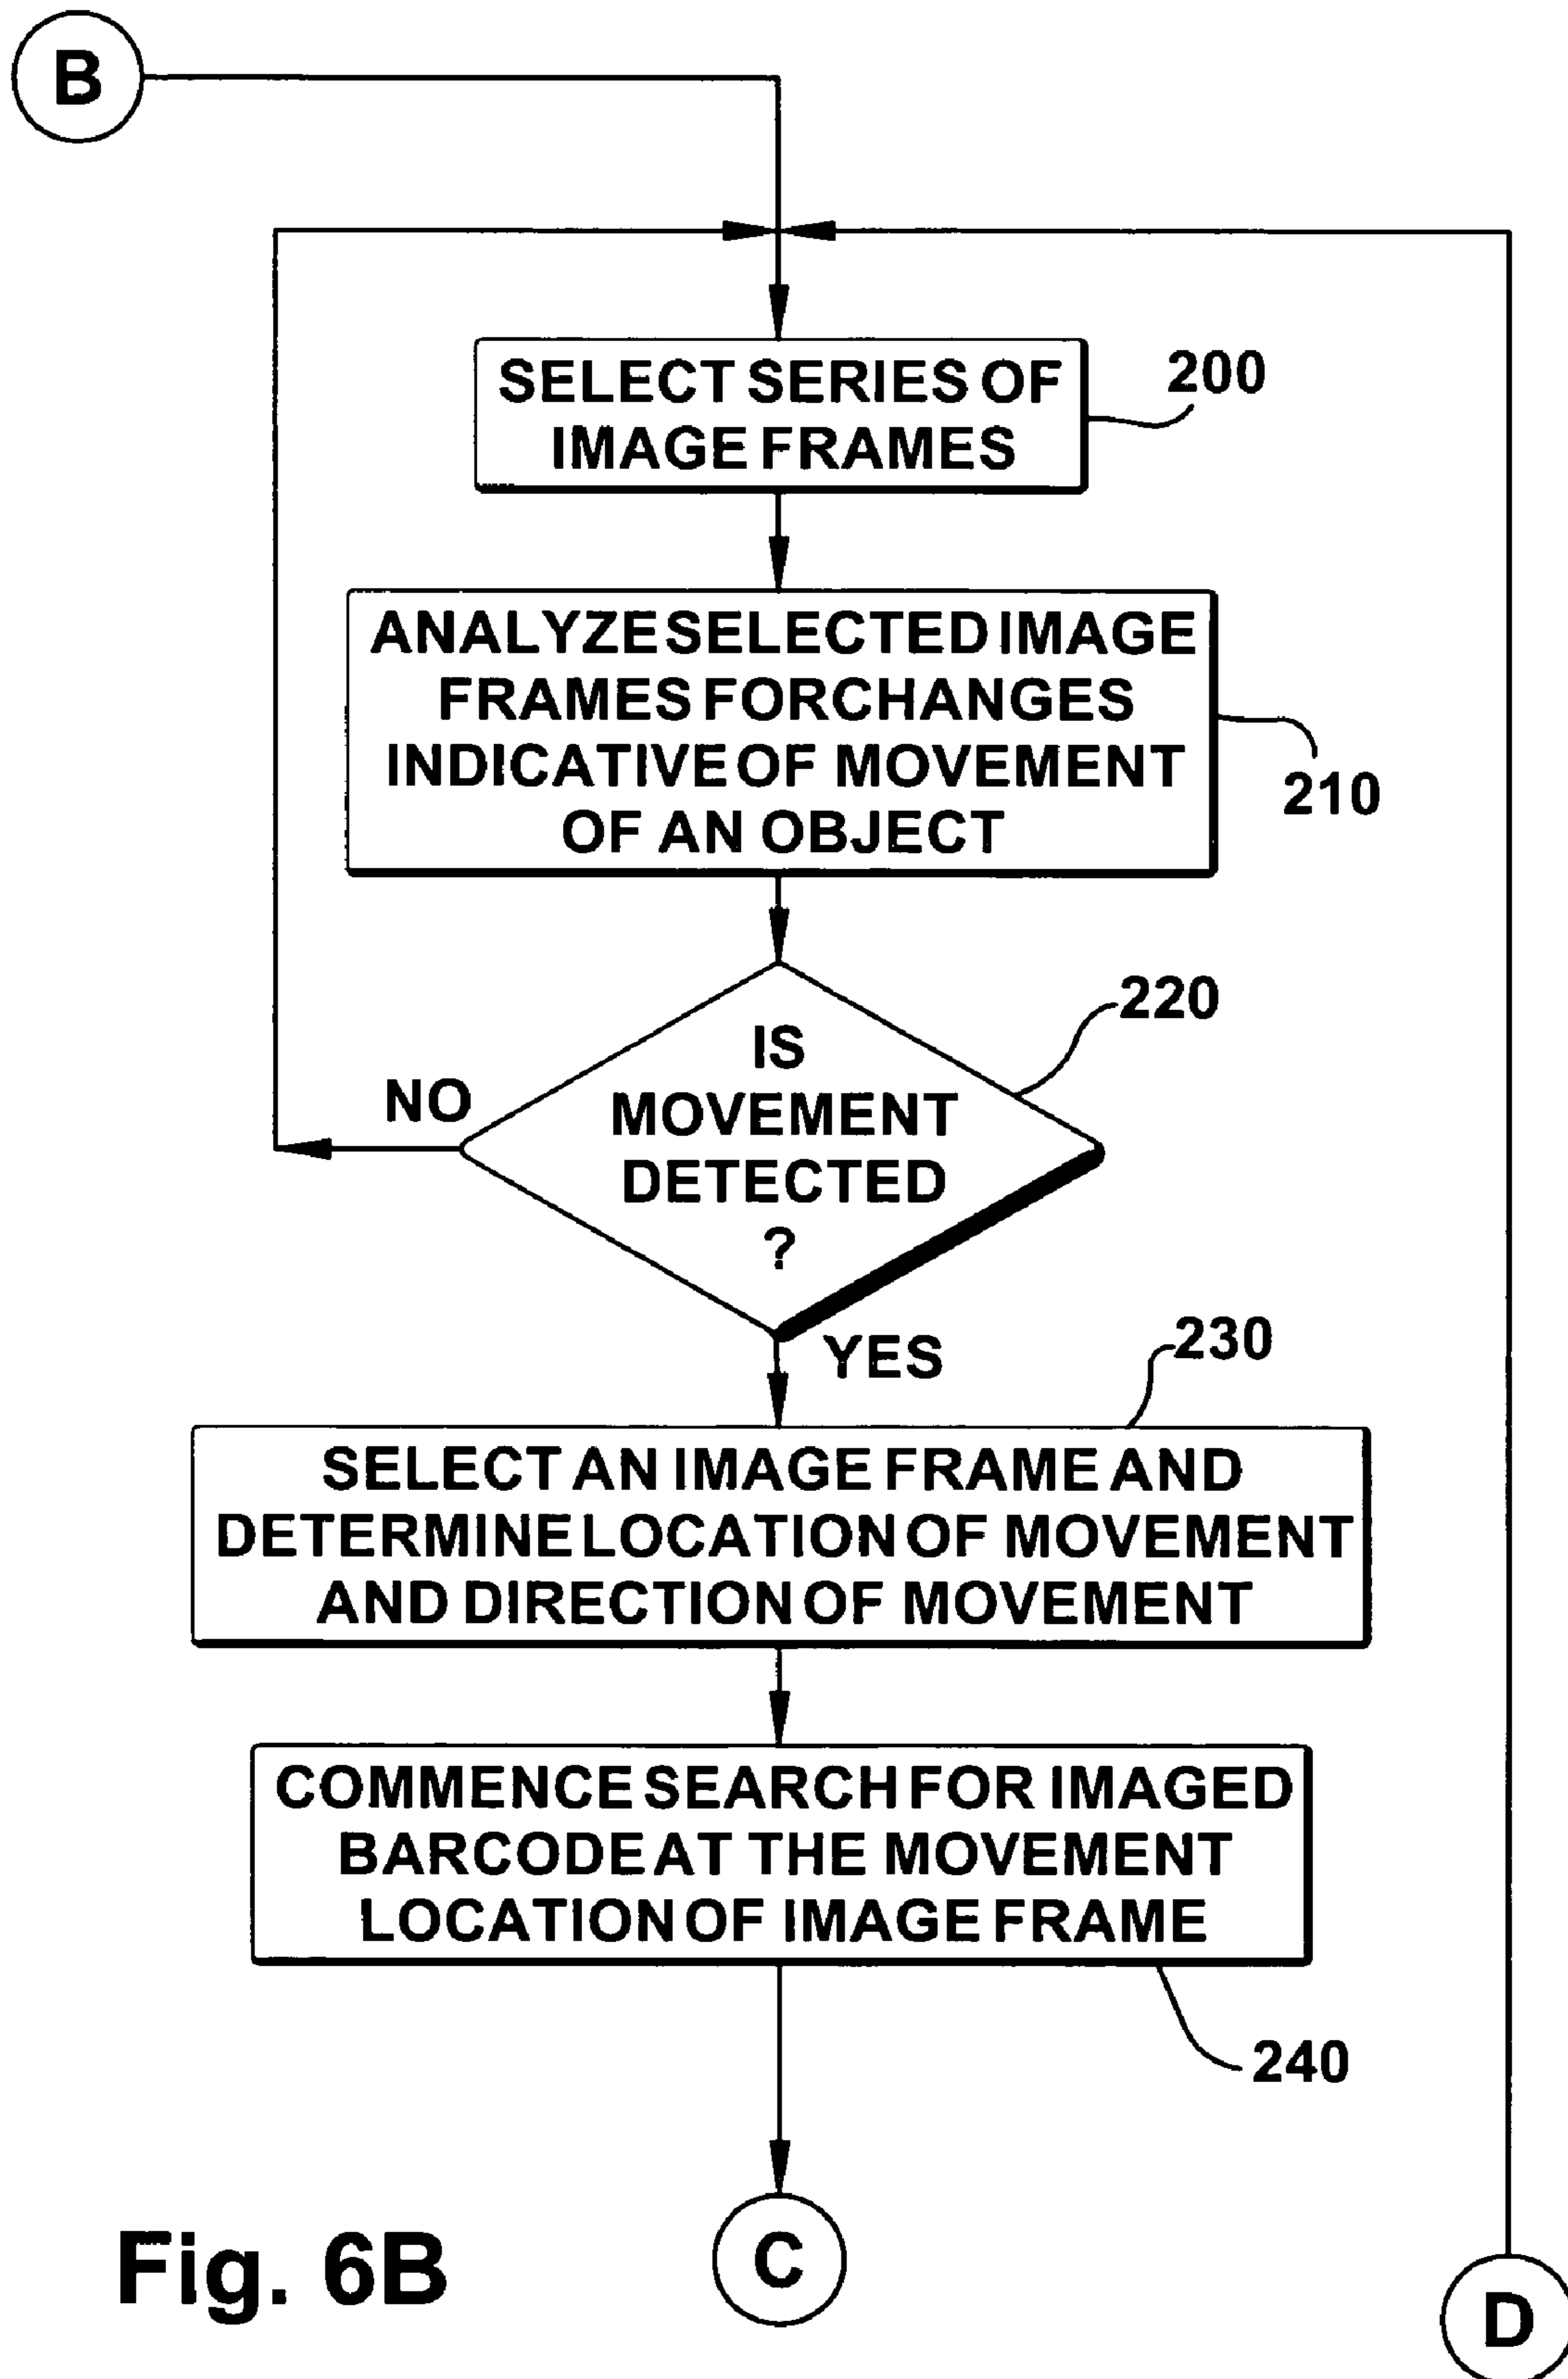 B
SELECT SERIES OF
IMAGE FRAMES
200
ANALYZE SELECTED IMAGE
FRAMES FOR CHANGES
INDICATIVE OF MOVEMENT
OF AN OBJECT
210
220
IS
MOVEMENT
DETECTED
?
NO
YES
230
SELECT AN IMAGE FRAME AND
DETERMINE LOCATION OF MOVEMENT
AND DIRECTION OF MOVEMENT
COMMENCE SEARCH FOR IMAGED
BARCODE AT THE MOVEMENT
LOCATION OF IMAGE FRAME
240
C
D
Fig. 6B